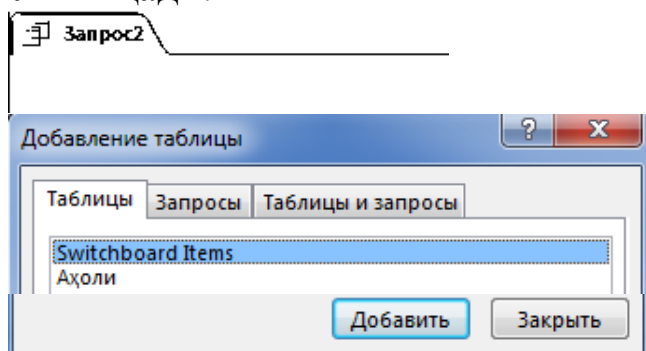 Запрос2
? X
Добавление таблицы
Таблицы Запросы Таблицы и запросы
Switchboard Items
Аҳоли
Добавить Закрыть